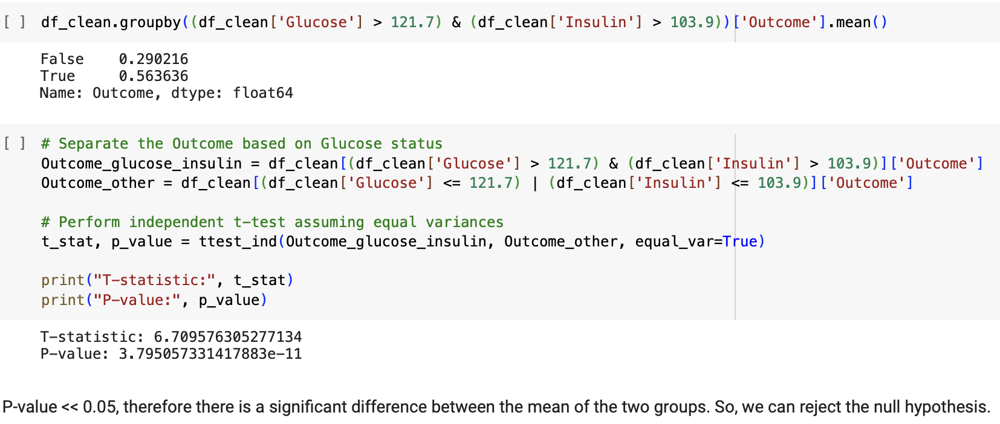 [ ] df_clean.groupby((df_clean['Glucose'] > 121.7) & (df_clean['Insulin'] > 103.9))['Outcome'].mean()
False    0.290216
True     0.563636
Name: Outcome, dtype: float64
[ ] # Separate the Outcome based on Glucose status
Outcome_glucose_insulin = df_clean[(df_clean['Glucose'] > 121.7) & (df_clean['Insulin'] > 103.9)]['Outcome']
Outcome_other = df_clean[(df_clean['Glucose'] <= 121.7) | (df_clean['Insulin'] <= 103.9)]['Outcome']
# Perform independent t-test assuming equal variances
t_stat, p_value = ttest_ind(Outcome_glucose_insulin, Outcome_other, equal_var=True)
print("T-statistic:", t_stat)
print("P-value:", p_value)
T-statistic: 6.709576305277134
P-value: 3.795057331417883e-11
P-value << 0.05, therefore there is a significant difference between the mean of the two groups. So, we can reject the null hypothesis.